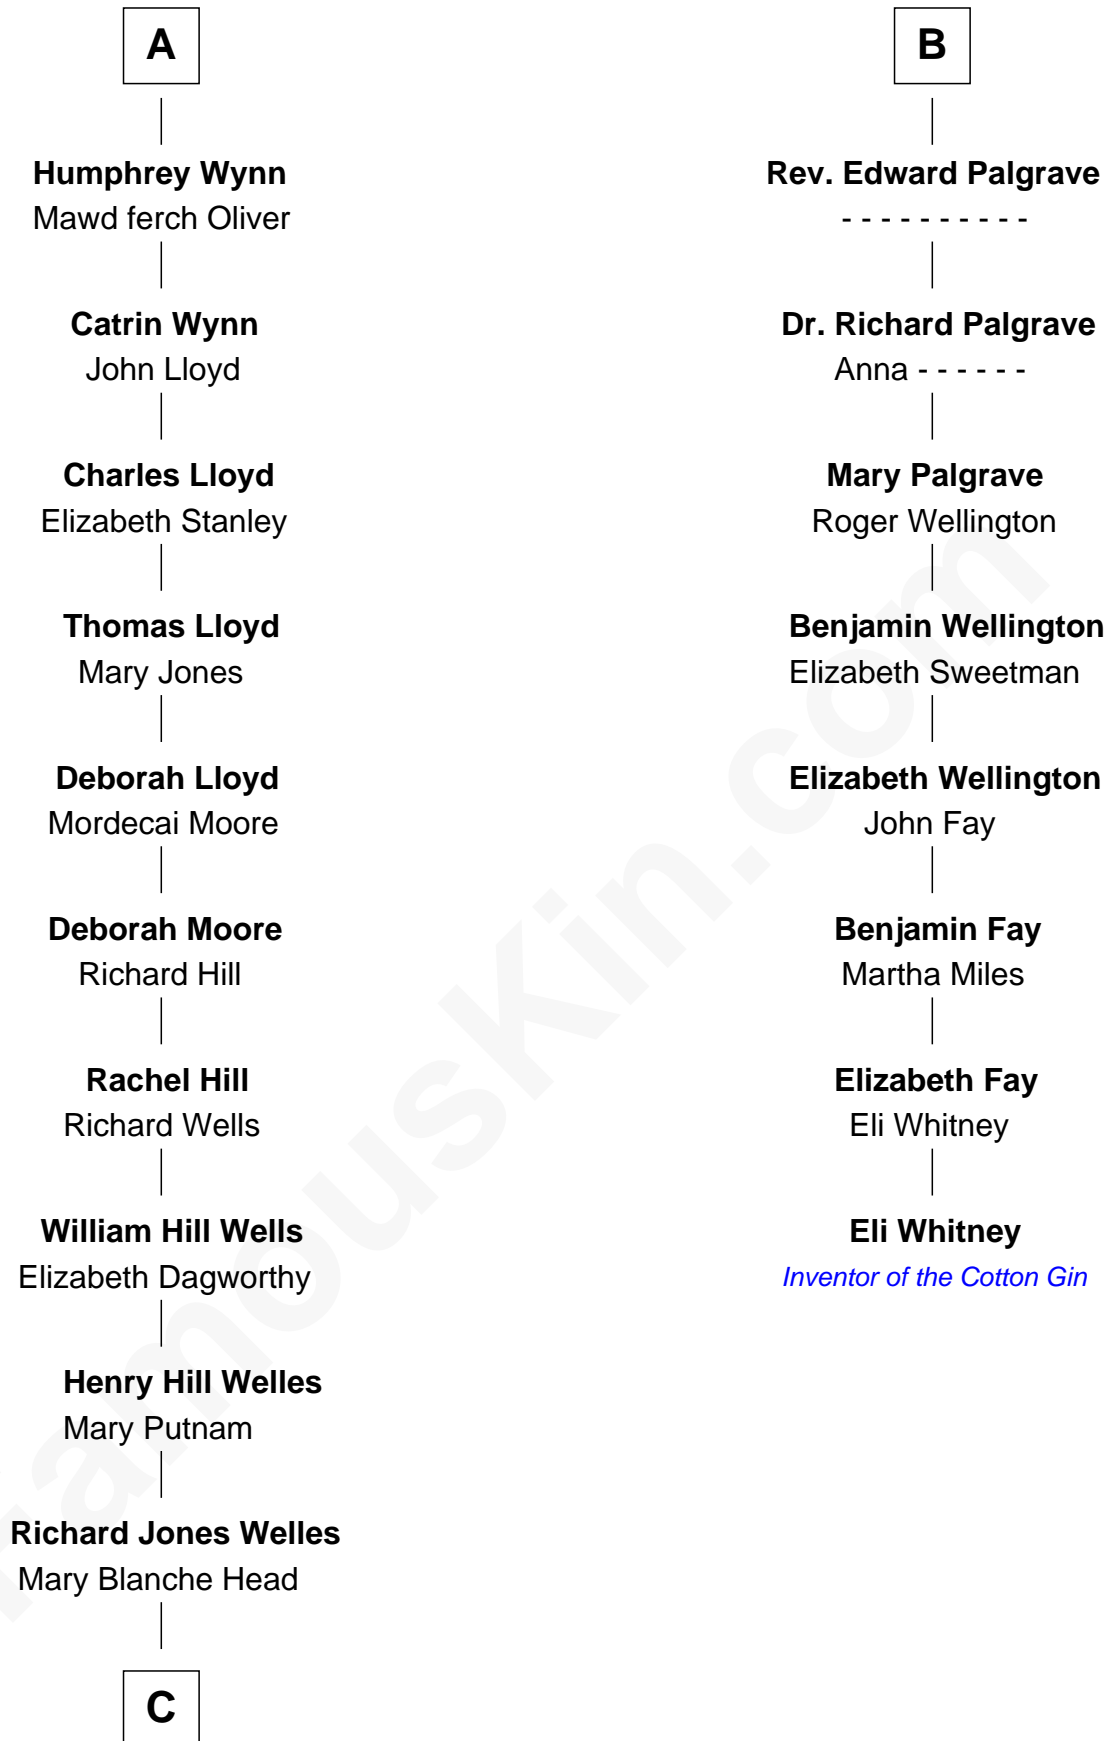 A
Humphrey Wynn
Mawd ferch Oliver
Catrin Wynn
John Lloyd
Charles Lloyd
Elizabeth Stanley
Thomas Lloyd
Mary Jones
Deborah Lloyd
Mordecai Moore
Deborah Moore
Richard Hill
Rachel Hill
Richard Wells
William Hill Wells
Elizabeth Dagworthy
Henry Hill Welles
Mary Putnam
Richard Jones Welles
Mary Blanche Head
C
B
Rev. Edward Palgrave
- - - - - - - - - -
Dr. Richard Palgrave
Anna - - - - - -
Mary Palgrave
Roger Wellington
Benjamin Wellington
Elizabeth Sweetman
Elizabeth Wellington
John Fay
Benjamin Fay
Martha Miles
Elizabeth Fay
Eli Whitney
Eli Whitney
Inventor of the Cotton Gin
FamousKin.com